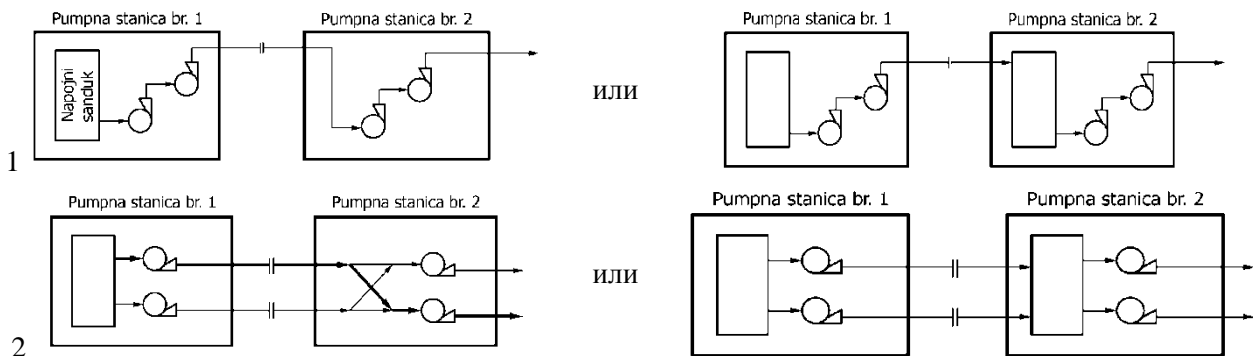 Pumpna stanica br. 1 Pumpna stanica br. 2
Napojni
sanduk
1
или
Pumpna stanica br. 1 Pumpna stanica br. 2
Pumpna stanica br. 1 Pumpna stanica br. 2
2
или
Pumpna stanica br. 1 Pumpna stanica br. 2